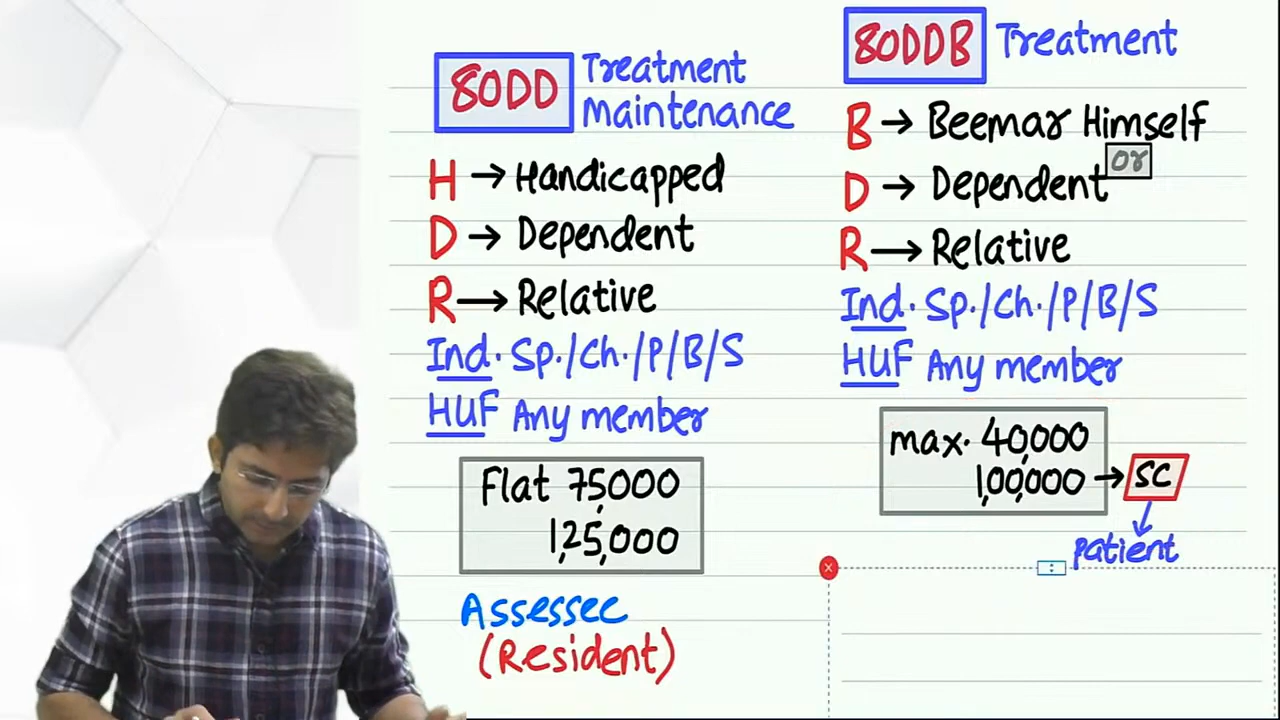 80DD Treatment
Maintenance
H → Handicapped
D → Dependent
R → Relative
Ind. Sp./Ch./P/B/S
HUF Any member
Flat 75,000
1,25,000
Assessee
(Resident)
80DDB Treatment
B → Beemar Himself
or
D → Dependent
R → Relative
Ind. Sp./Ch./P/B/S
HUF Any member
max. 40,000
1,00,000 → SC
patient